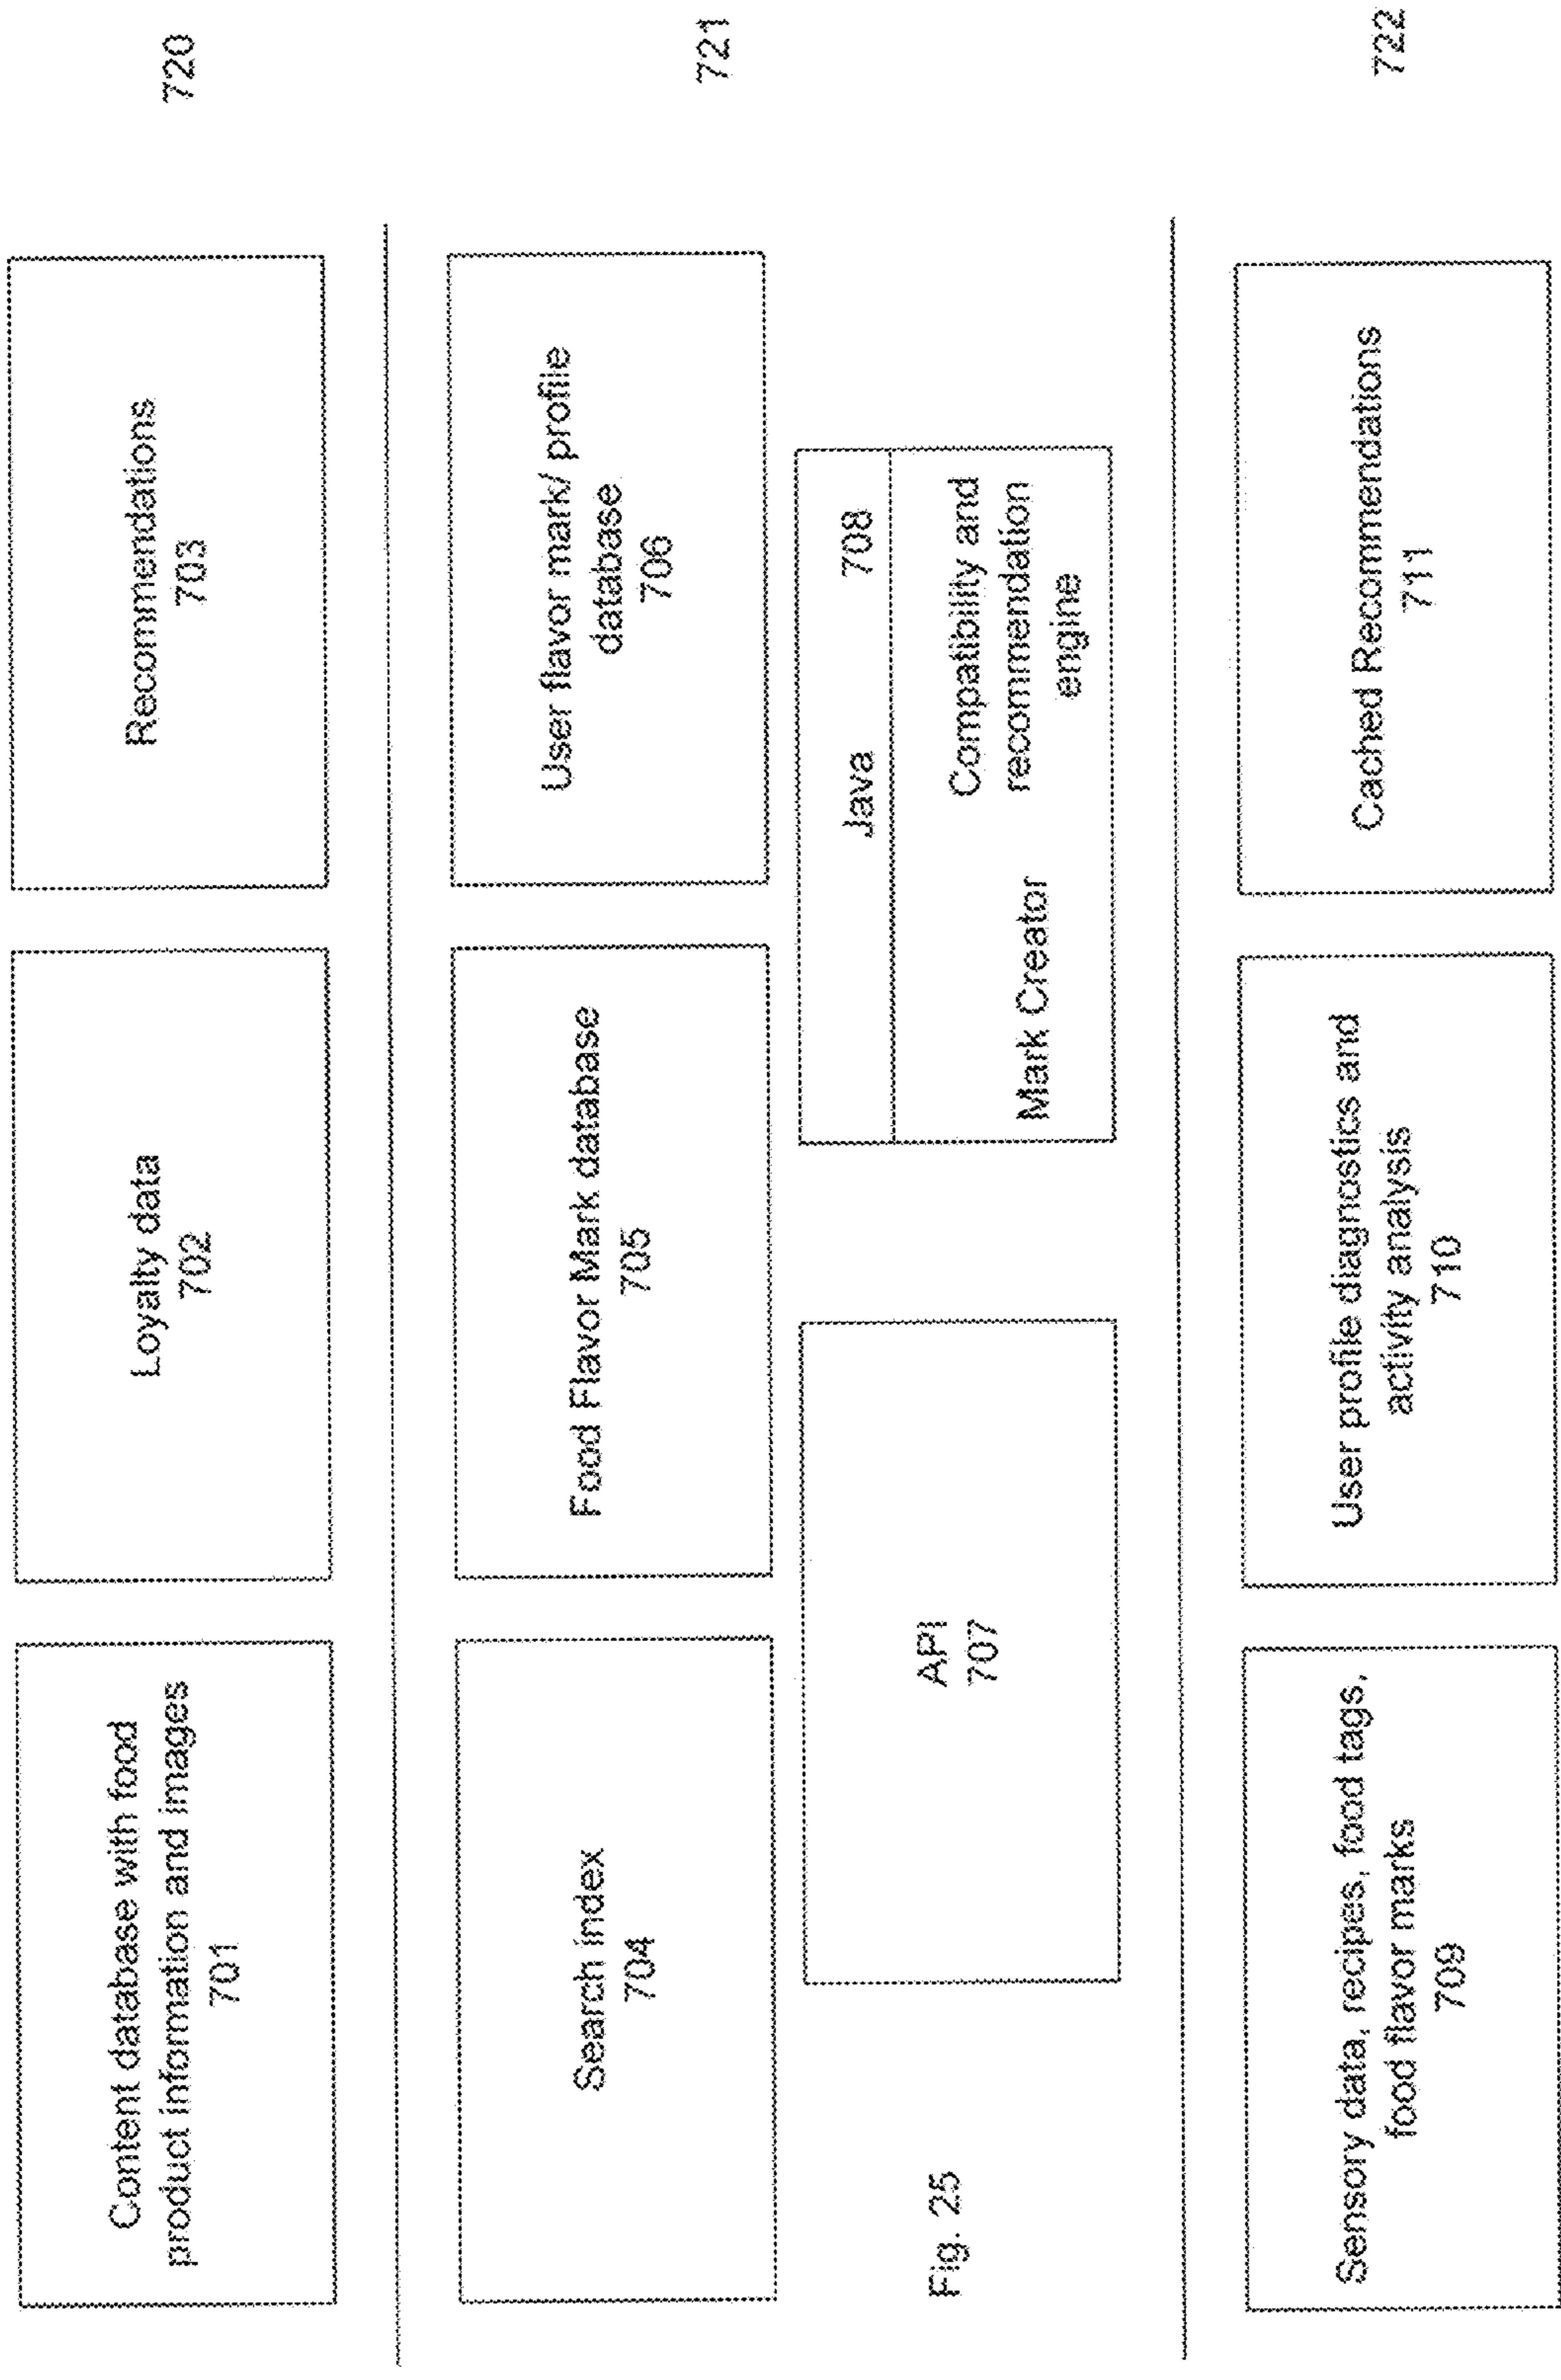 Content database with food
product information and images
701
Loyalty data
702
Recommendations
703
720
Search index
704
Food Flavor Mark database
705
User flavor mark/ profile
database
706
721
API
707
Java 708
Mark Creator
Compatibility and
recommendation
engine
Fig. 25
Sensory data, recipes, food tags,
food flavor marks
709
User profile diagnostics and
activity analysis
710
Cached Recommendations
711
722